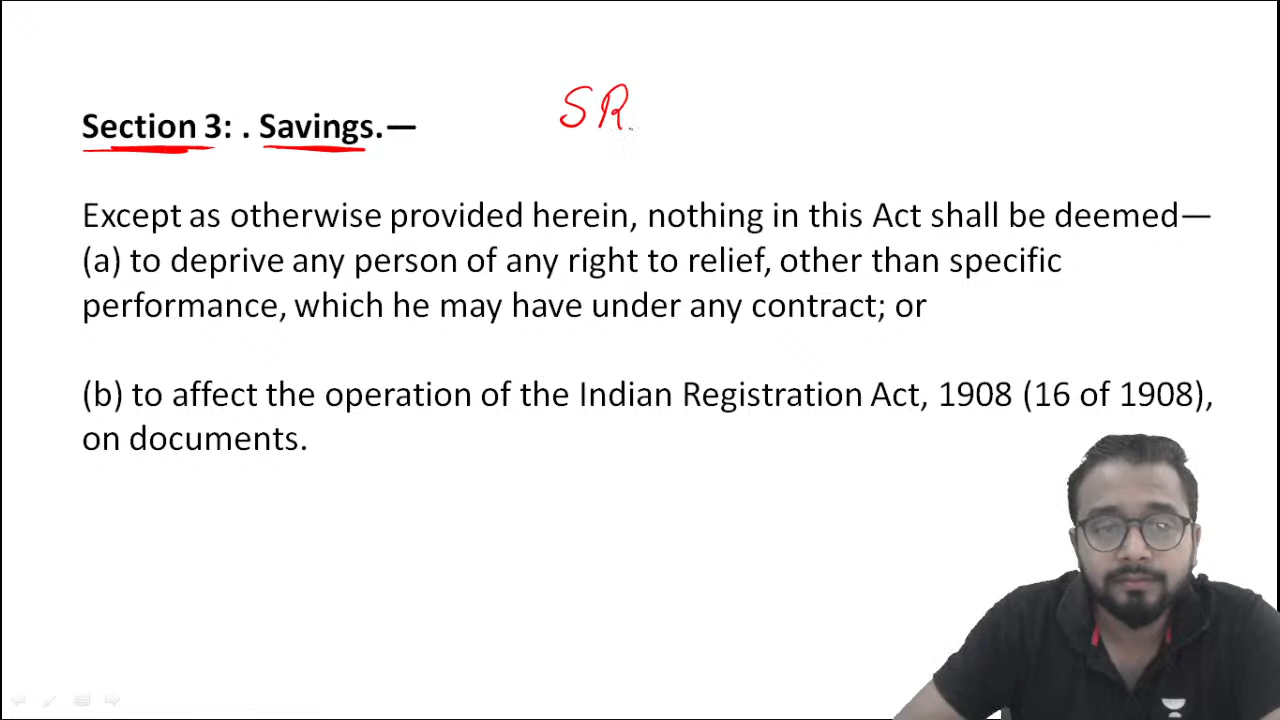 SR
Section 3: . Savings.—
Except as otherwise provided herein, nothing in this Act shall be deemed—
(a) to deprive any person of any right to relief, other than specific
performance, which he may have under any contract; or
(b) to affect the operation of the Indian Registration Act, 1908 (16 of 1908),
on documents.